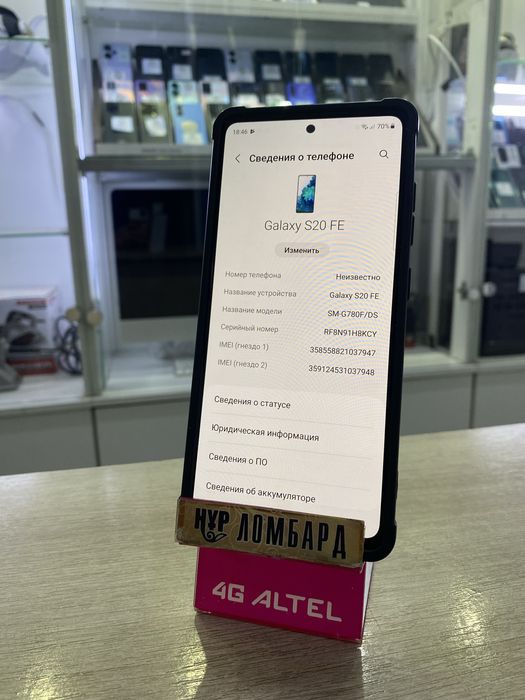 18:46
70%
Сведения о телефоне
Galaxy S20 FE
Изменить
Номер телефона Неизвестно
Название устройства Galaxy S20 FE
Название модели SM-G780F/DS
Серийный номер RF8N91H8KCY
IMEI (гнездо 1) 358558821037947
IMEI (гнездо 2) 359124531037948
Сведения о статусе
Юридическая информация
Сведения о ПО
Сведения об аккумуляторе
НҰР ЛОМБАРД
4G ALTEL